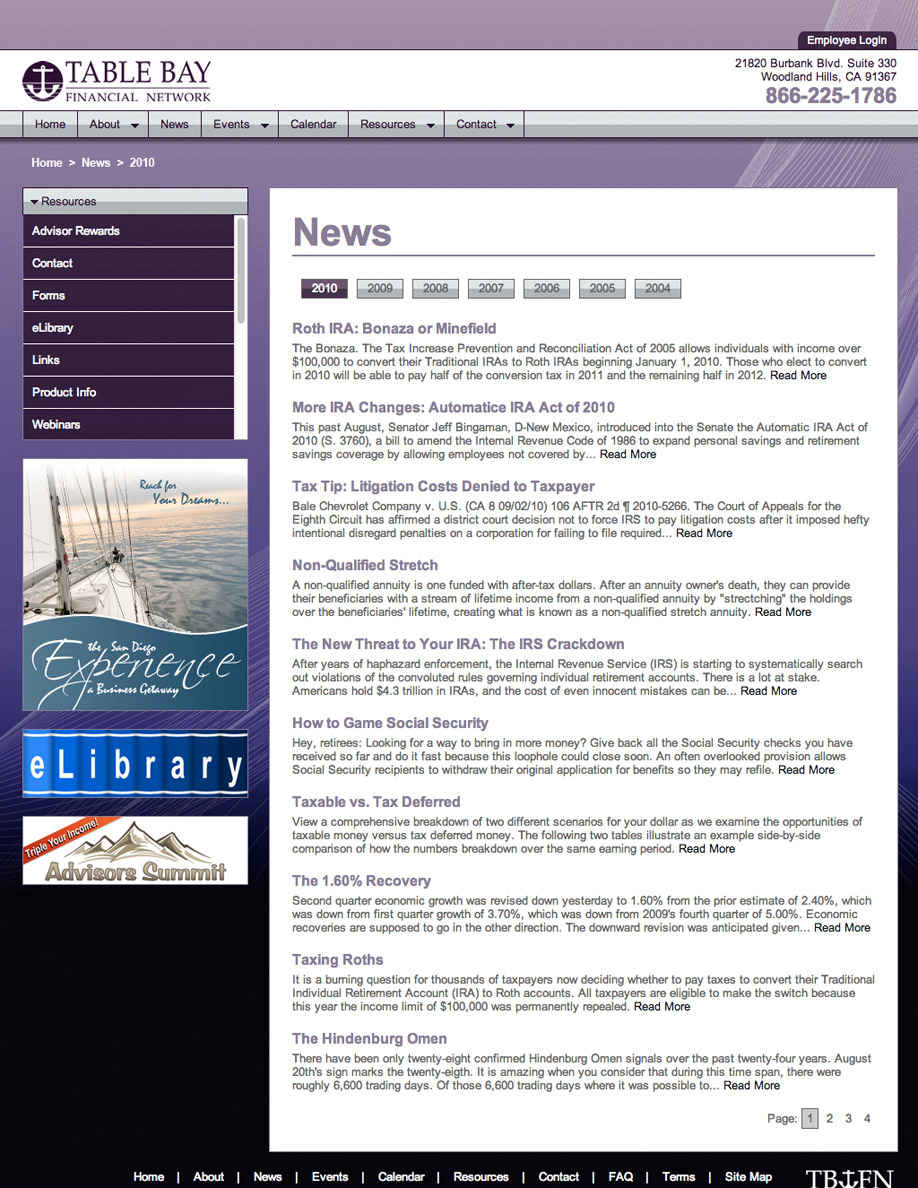 Employee Login
TABLE BAY
FINANCIAL NETWORK
21820 Burbank Blvd. Suite 330
Woodland Hills, CA 91367
866-225-1786
Home About News Events Calendar Resources Contact
Home > News > 2010
Resources
Advisor Rewards
Contact
Forms
eLibrary
Links
Product Info
Webinars
Reach for
Your Dreams...
the San Diego
Experience
a Business Getaway
eLibrary
Triple Your Income!
Advisors Summit
News
2010 2009 2008 2007 2006 2005 2004
Roth IRA: Bonaza or Minefield
The Bonaza. The Tax Increase Prevention and Reconciliation Act of 2005 allows individuals with income over
$100,000 to convert their Traditional IRAs to Roth IRAs beginning January 1, 2010. Those who elect to convert
in 2010 will be able to pay half of the conversion tax in 2011 and the remaining half in 2012. Read More
More IRA Changes: Automatice IRA Act of 2010
This past August, Senator Jeff Bingaman, D-New Mexico, introduced into the Senate the Automatic IRA Act of
2010 (S. 3760), a bill to amend the Internal Revenue Code of 1986 to expand personal savings and retirement
savings coverage by allowing employees not covered by... Read More
Tax Tip: Litigation Costs Denied to Taxpayer
Bale Chevrolet Company v. U.S. (CA 8 09/02/10) 106 AFTR 2d ¶ 2010-5266. The Court of Appeals for the
Eighth Circuit has affirmed a district court decision not to force IRS to pay litigation costs after it imposed hefty
intentional disregard penalties on a corporation for failing to file required... Read More
Non-Qualified Stretch
A non-qualified annuity is one funded with after-tax dollars. After an annuity owner's death, they can provide
their beneficiaries with a stream of lifetime income from a non-qualified annuity by "strectching" the holdings
over the beneficiaries' lifetime, creating what is known as a non-qualified stretch annuity. Read More
The New Threat to Your IRA: The IRS Crackdown
After years of haphazard enforcement, the Internal Revenue Service (IRS) is starting to systematically search
out violations of the convoluted rules governing individual retirement accounts. There is a lot at stake.
Americans hold $4.3 trillion in IRAs, and the cost of even innocent mistakes can be... Read More
How to Game Social Security
Hey, retirees: Looking for a way to bring in more money? Give back all the Social Security checks you have
received so far and do it fast because this loophole could close soon. An often overlooked provision allows
Social Security recipients to withdraw their original application for benefits so they may refile. Read More
Taxable vs. Tax Deferred
View a comprehensive breakdown of two different scenarios for your dollar as we examine the opportunities of
taxable money versus tax deferred money. The following two tables illustrate an example side-by-side
comparison of how the numbers breakdown over the same earning period. Read More
The 1.60% Recovery
Second quarter economic growth was revised down yesterday to 1.60% from the prior estimate of 2.40%, which
was down from first quarter growth of 3.70%, which was down from 2009's fourth quarter of 5.00%. Economic
recoveries are supposed to go in the other direction. The downward revision was anticipated given... Read More
Taxing Roths
It is a burning question for thousands of taxpayers now deciding whether to pay taxes to convert their Traditional
Individual Retirement Account (IRA) to Roth accounts. All taxpayers are eligible to make the switch because
this year the income limit of $100,000 was permanently repealed. Read More
The Hindenburg Omen
There have been only twenty-eight confirmed Hindenburg Omen signals over the past twenty-four years. August
20th's sign marks the twenty-eigth. It is amazing when you consider that during this time span, there were
roughly 6,600 trading days. Of those 6,600 trading days where it was possible to... Read More
Page: 1 2 3 4
Home | About | News | Events | Calendar | Resources | Contact | FAQ | Terms | Site Map
TBFN